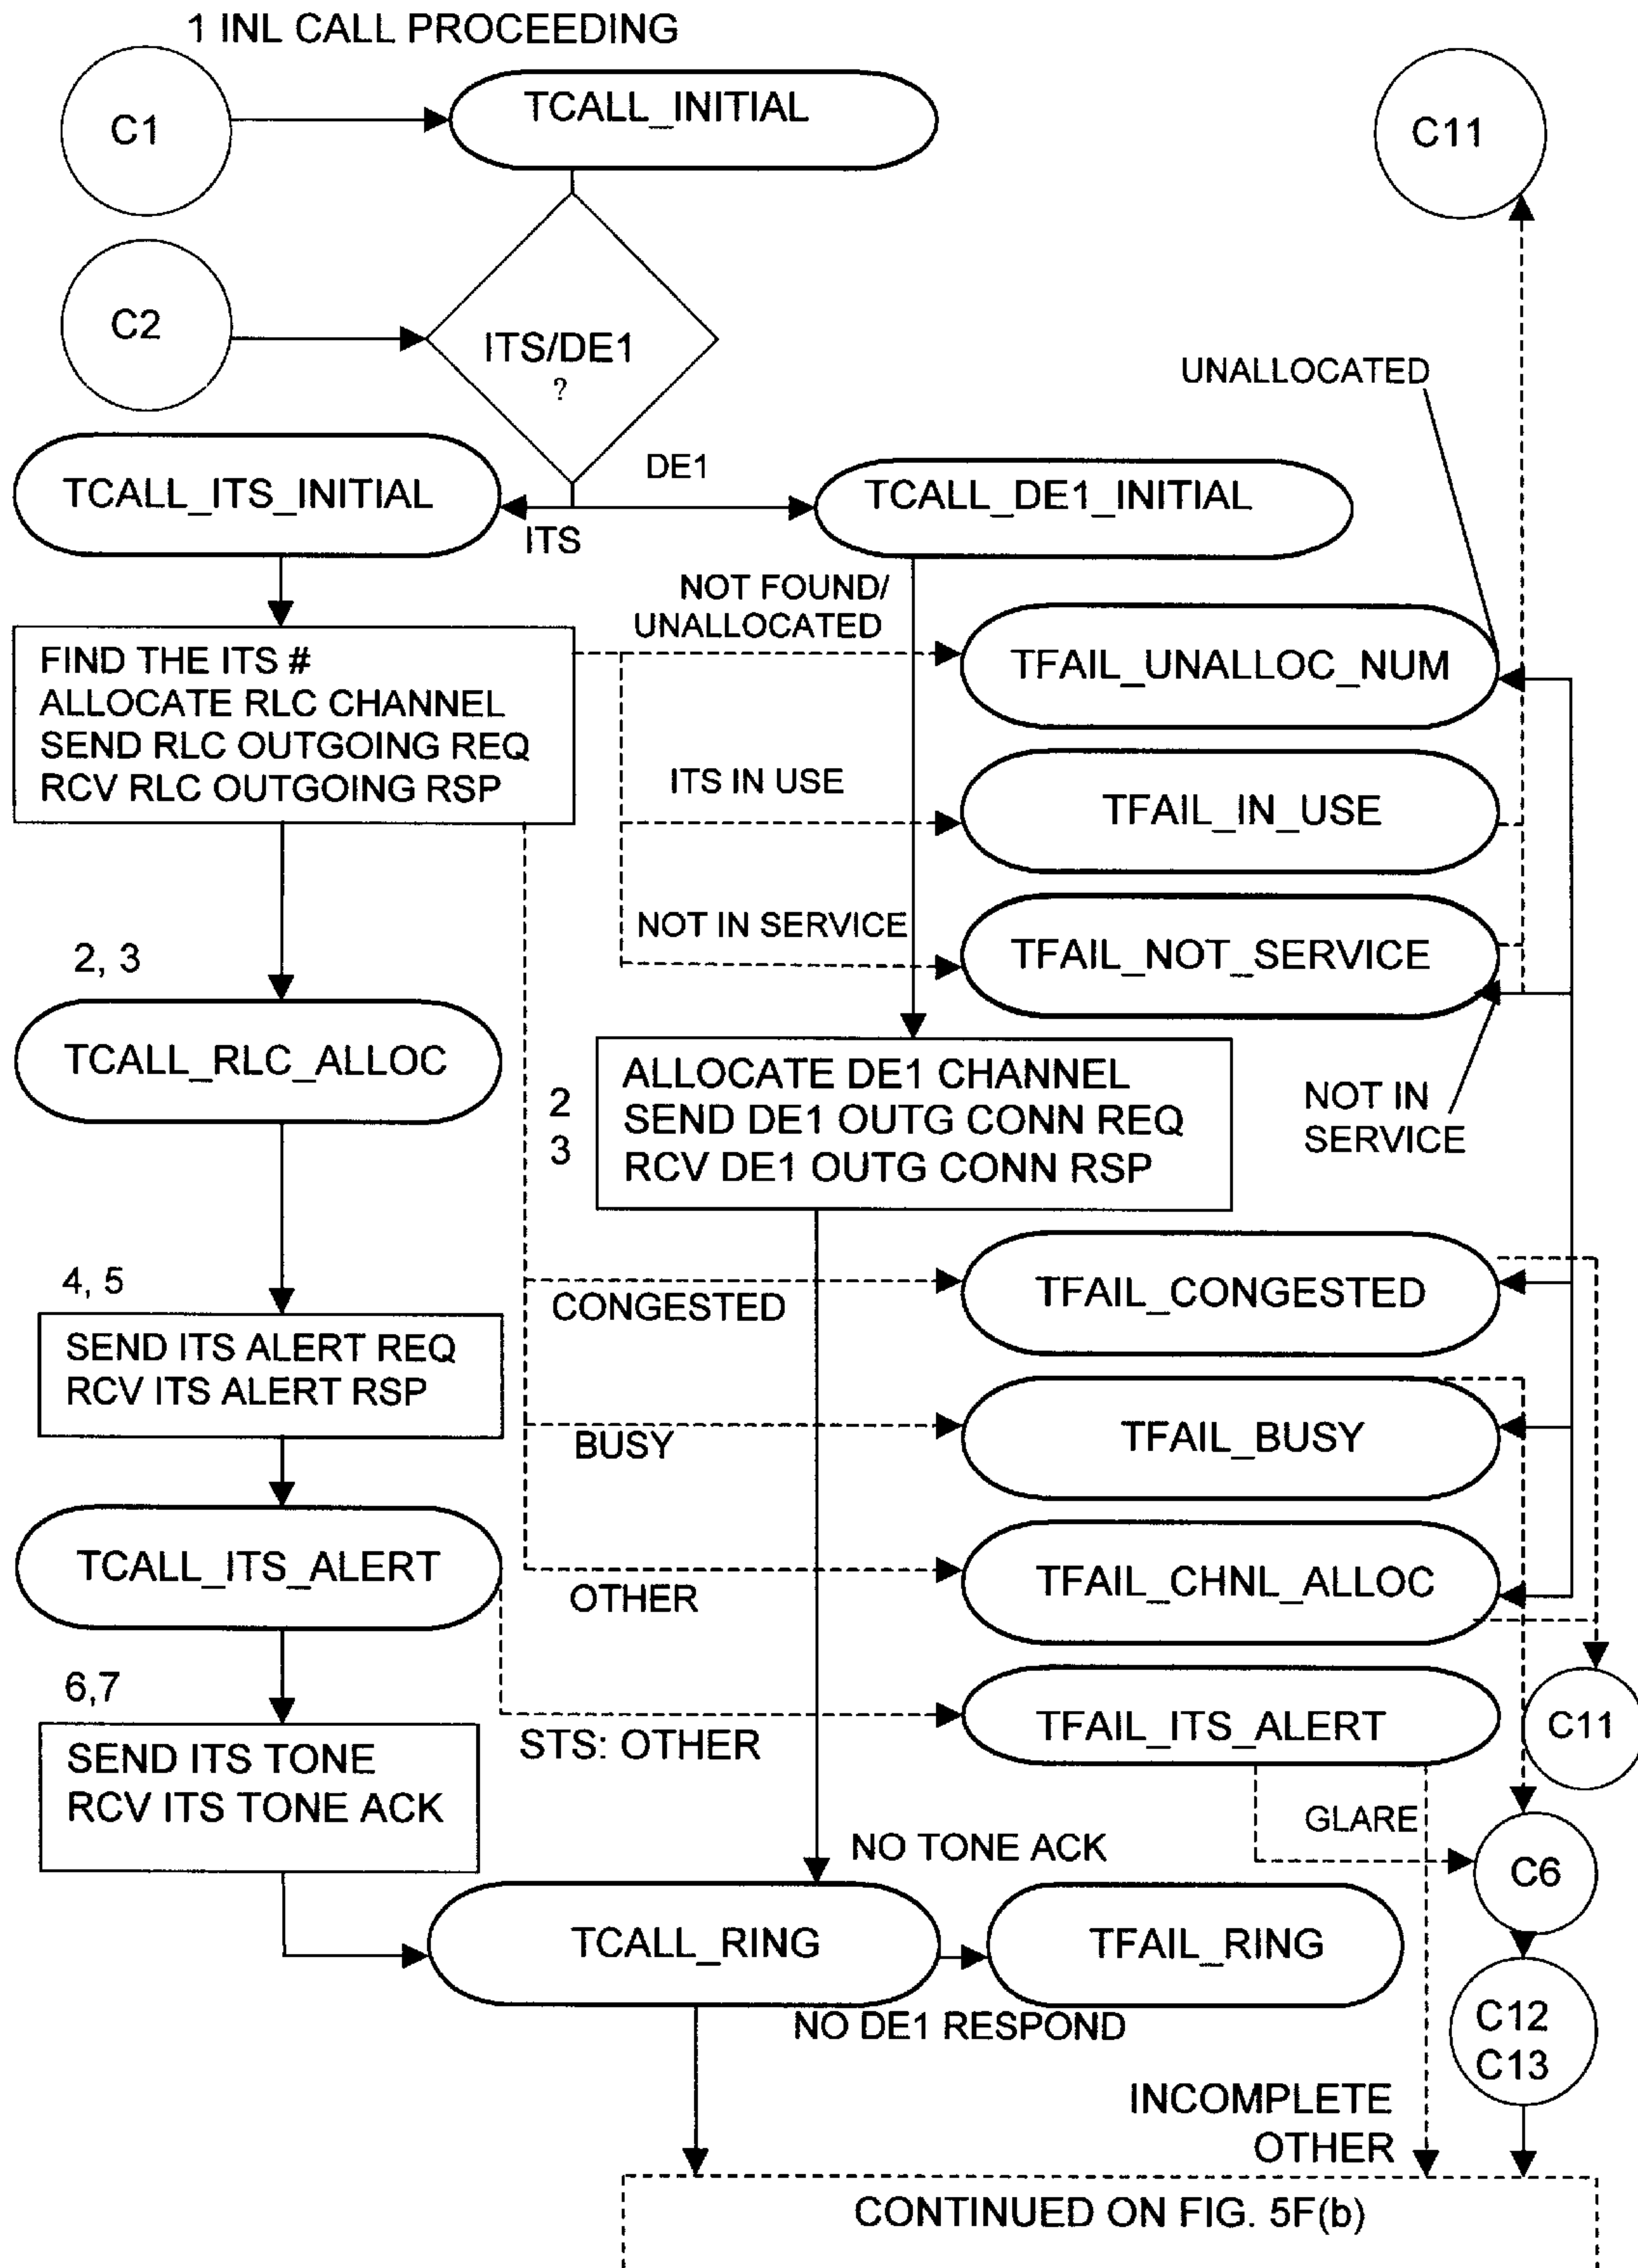 1 INL CALL PROCEEDING
C1
TCALL_INITIAL
C11
C2
ITS/DE1
?
UNALLOCATED
TCALL_ITS_INITIAL
DE1
TCALL_DE1_INITIAL
ITS
NOT FOUND/
UNALLOCATED
FIND THE ITS #
ALLOCATE RLC CHANNEL
SEND RLC OUTGOING REQ
RCV RLC OUTGOING RSP
TFAIL_UNALLOC_NUM
ITS IN USE
TFAIL_IN_USE
NOT IN SERVICE
TFAIL_NOT_SERVICE
2, 3
TCALL_RLC_ALLOC
2
3
ALLOCATE DE1 CHANNEL
SEND DE1 OUTG CONN REQ
RCV DE1 OUTG CONN RSP
NOT IN
SERVICE
4, 5
SEND ITS ALERT REQ
RCV ITS ALERT RSP
CONGESTED
TFAIL_CONGESTED
BUSY
TFAIL_BUSY
TCALL_ITS_ALERT
OTHER
TFAIL_CHNL_ALLOC
6,7
SEND ITS TONE
RCV ITS TONE ACK
STS: OTHER
TFAIL_ITS_ALERT
C11
GLARE
NO TONE ACK
C6
TCALL_RING
TFAIL_RING
NO DE1 RESPOND
C12
C13
INCOMPLETE
OTHER
CONTINUED ON FIG. 5F(b)